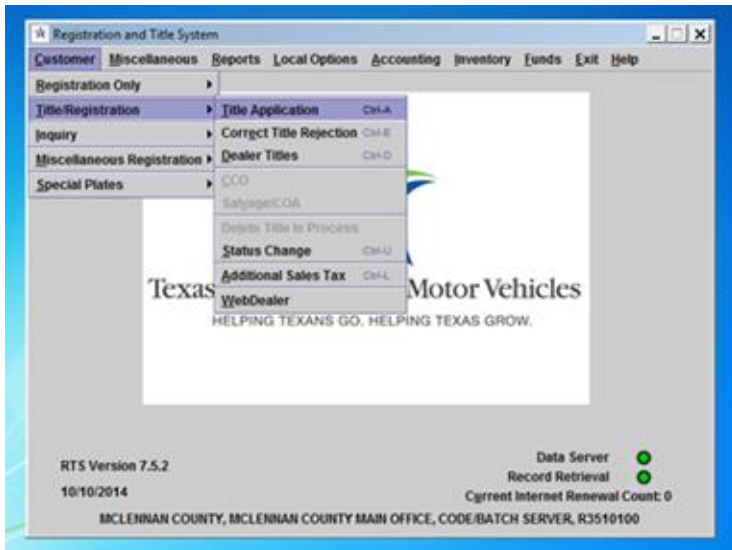 Registration and Title System
Customer Miscellaneous Reports Local Options Accounting Inventory Funds Exit Help
Registration Only
Title/Registration
Inquiry
Miscellaneous Registration
Special Plates
Title Application Ctrl-A
Correct Title Rejection Ctrl-E
Dealer Titles Ctrl-D
CCO
Salvage/COA
Delete Title In Process
Status Change Ctrl-U
Additional Sales Tax Ctrl-L
WebDealer
Texas Motor Vehicles
HELPING TEXANS GO. HELPING TEXAS GROW.
RTS Version 7.5.2
10/10/2014
Data Server
Record Retrieval
Current Internet Renewal Count: 0
MCLENNAN COUNTY, MCLENNAN COUNTY MAIN OFFICE, CODE/BATCH SERVER, R3510100